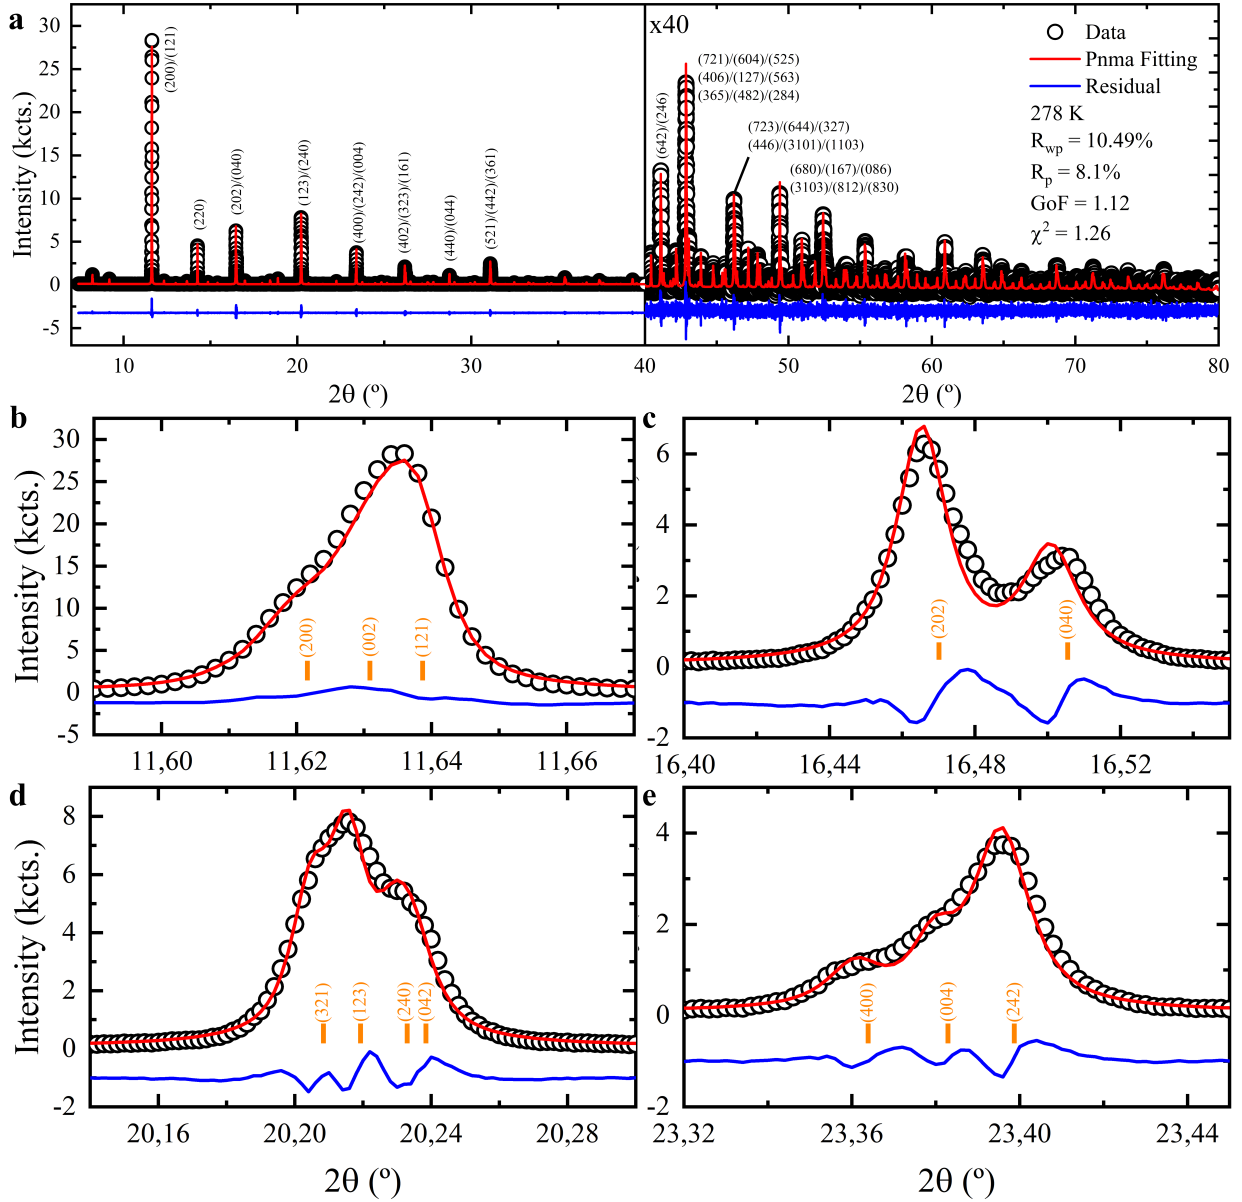 a
x40
30
25
20
15
10
5
0
-5
Intensity (kcts.)
(200)/(121)
(220)
(202)/(040)
(123)/(240)
(400)/(242)/(004)
(402)/(323)/(161)
(440)/(044)
(521)/(442)/(361)
(642)/(246)
(721)/(604)/(525)
(406)/(127)/(563)
(365)/(482)/(284)
(723)/(644)/(327)
(446)/(3101)/(1103)
(680)/(167)/(086)
(3103)/(812)/(830)
Data
Pnma Fitting
Residual
278 K
Rwp = 10.49%
Rp = 8.1%
GoF = 1.12
χ² = 1.26
10 20 30 40 50 60 70 80
2θ (º) 2θ (º)
b
30
25
20
15
10
5
0
-5
Intensity (kcts.)
(200) (002) (121)
11,60 11,62 11,64 11,66
c
6
4
2
0
-2
(202) (040)
16,40 16,44 16,48 16,52
d
8
6
4
2
0
-2
Intensity (kcts.)
(321) (123) (240) (042)
20,16 20,20 20,24 20,28
2θ (º)
e
4
2
0
-2
(400) (004) (242)
23,32 23,36 23,40 23,44
2θ (º)